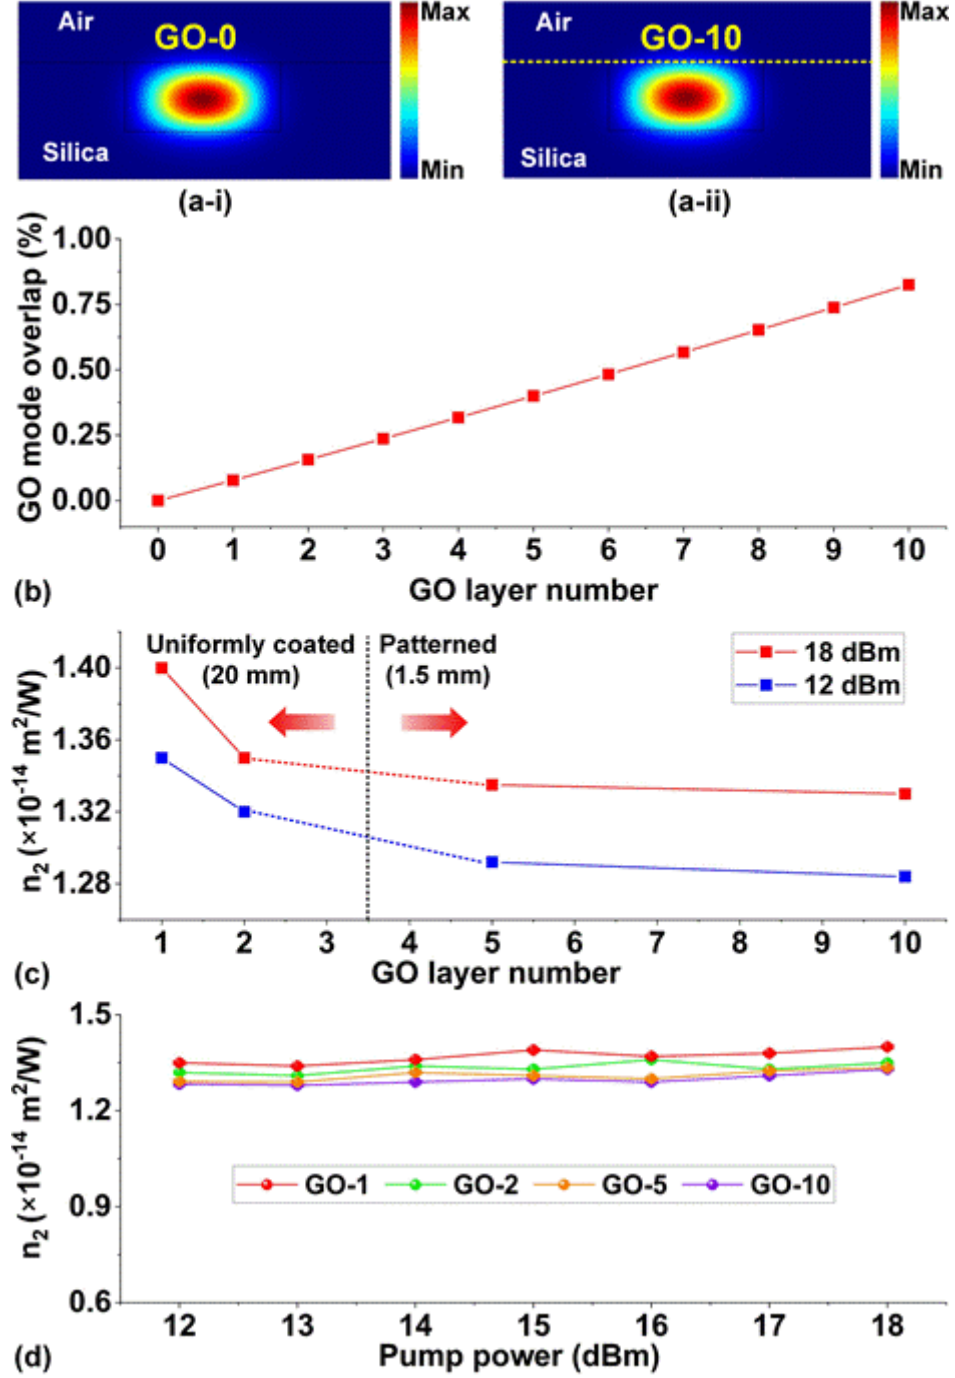 Air
GO-0
Silica
Max
Min
(a-i)
Air
GO-10
Silica
Max
Min
(a-ii)
GO mode overlap (%)
1.00
0.75
0.50
0.25
0.00
0 1 2 3 4 5 6 7 8 9 10
GO layer number
(b)
n2 (×10-14 m2/W)
1.40
1.36
1.32
1.28
Uniformly coated
(20 mm)
Patterned
(1.5 mm)
18 dBm
12 dBm
1 2 3 4 5 6 7 8 9 10
GO layer number
(c)
n2 (×10-14 m2/W)
1.5
1.2
0.9
0.6
GO-1 GO-2 GO-5 GO-10
12 13 14 15 16 17 18
Pump power (dBm)
(d)